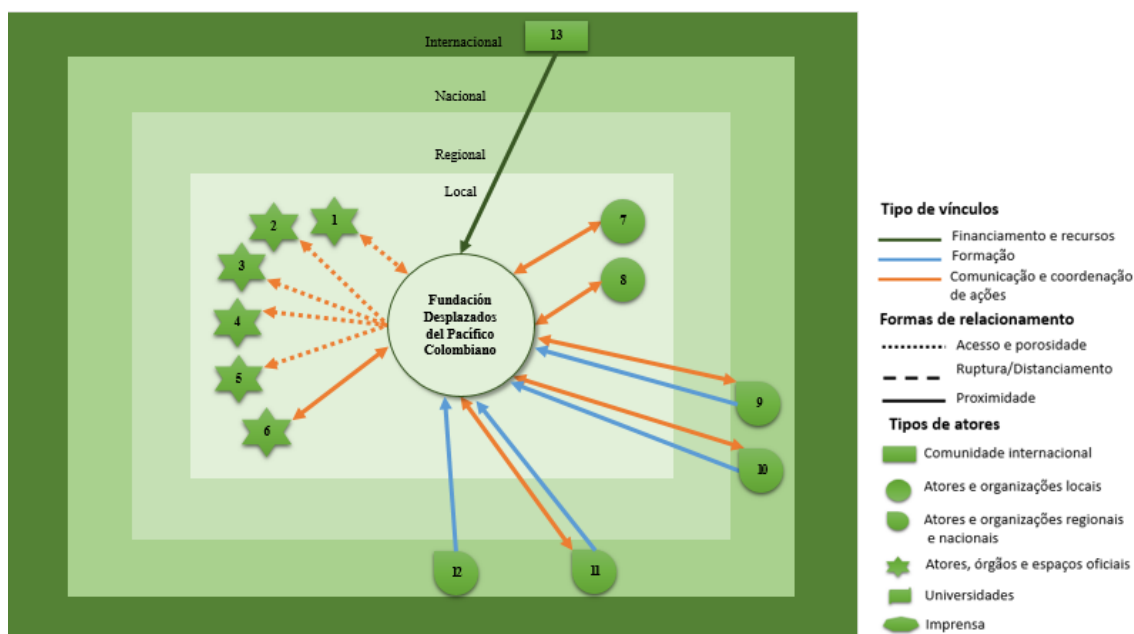 13
Internacional
Nacional
Regional
Local
1
2
3
4
5
6
7
8
Fundación
Desplazados
del Pacífico
Colombiano
9
10
11
12
Tipo de vínculos
Financiamento e recursos
Formação
Comunicação e coordenação
de ações
Formas de relacionamento
Acesso e porosidade
Ruptura/Distanciamento
Proximidade
Tipos de atores
Comunidade internacional
Atores e organizações locais
Atores e organizações regionais
e nacionais
Atores, órgãos e espaços oficiais
Universidades
Imprensa